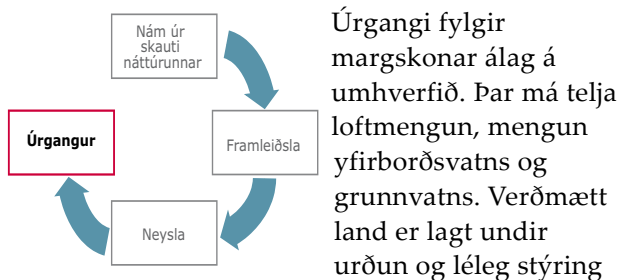 Nám úr
skauti
náttúrunnar
Framleiðsla
Neysla
Úrgangur
Úrgangi fylgir
margskonar álag á
umhverfið. Þar má telja
loftmengun, mengun
yfirborðsvatns og
grunnvatns. Verðmætt
land er lagt undir
urðun og léleg stýring